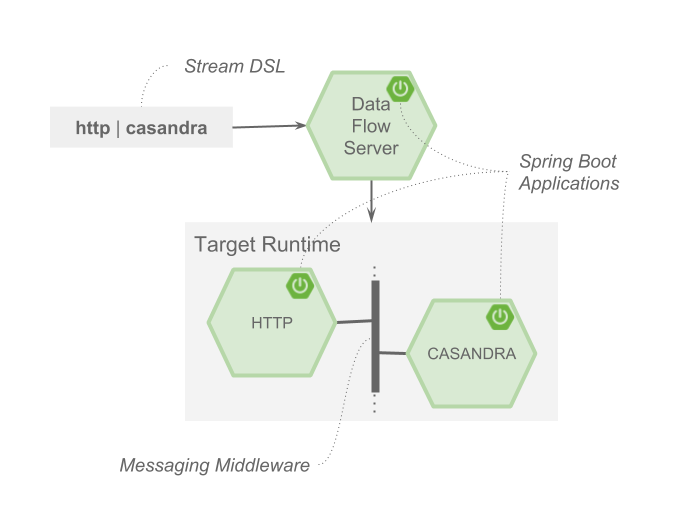 Stream DSL
http | casandra
Data
Flow
Server
Spring Boot
Applications
Target Runtime
HTTP
CASANDRA
Messaging Middleware